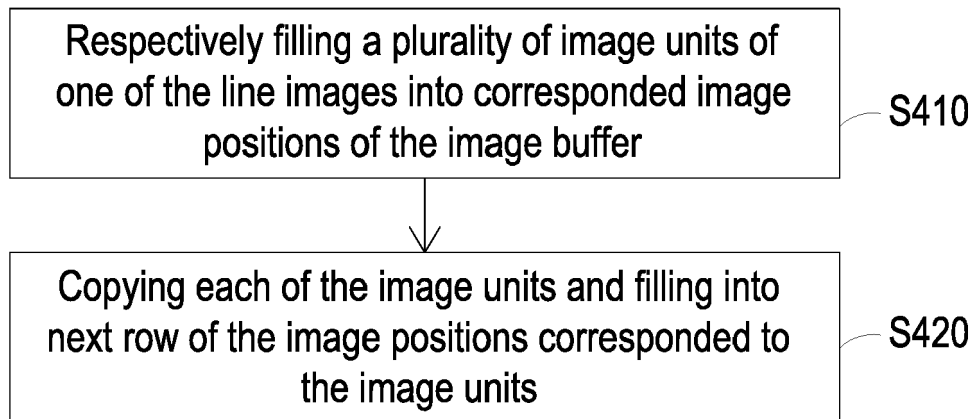 Respectively filling a plurality of image units of
one of the line images into corresponded image
positions of the image buffer
S410
Copying each of the image units and filling into
next row of the image positions corresponded to
the image units
S420